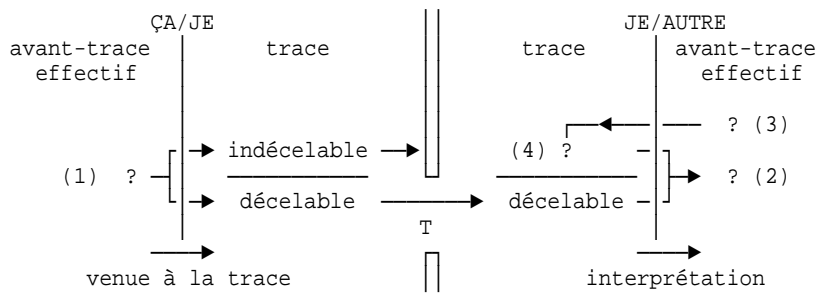 ÇA/JE JE/AUTRE
avant-trace trace trace avant-trace
effectif effectif
? (3)
indécelable (4) ?
(1) ? ? (2)
décelable décelable
T
venue à la trace interprétation